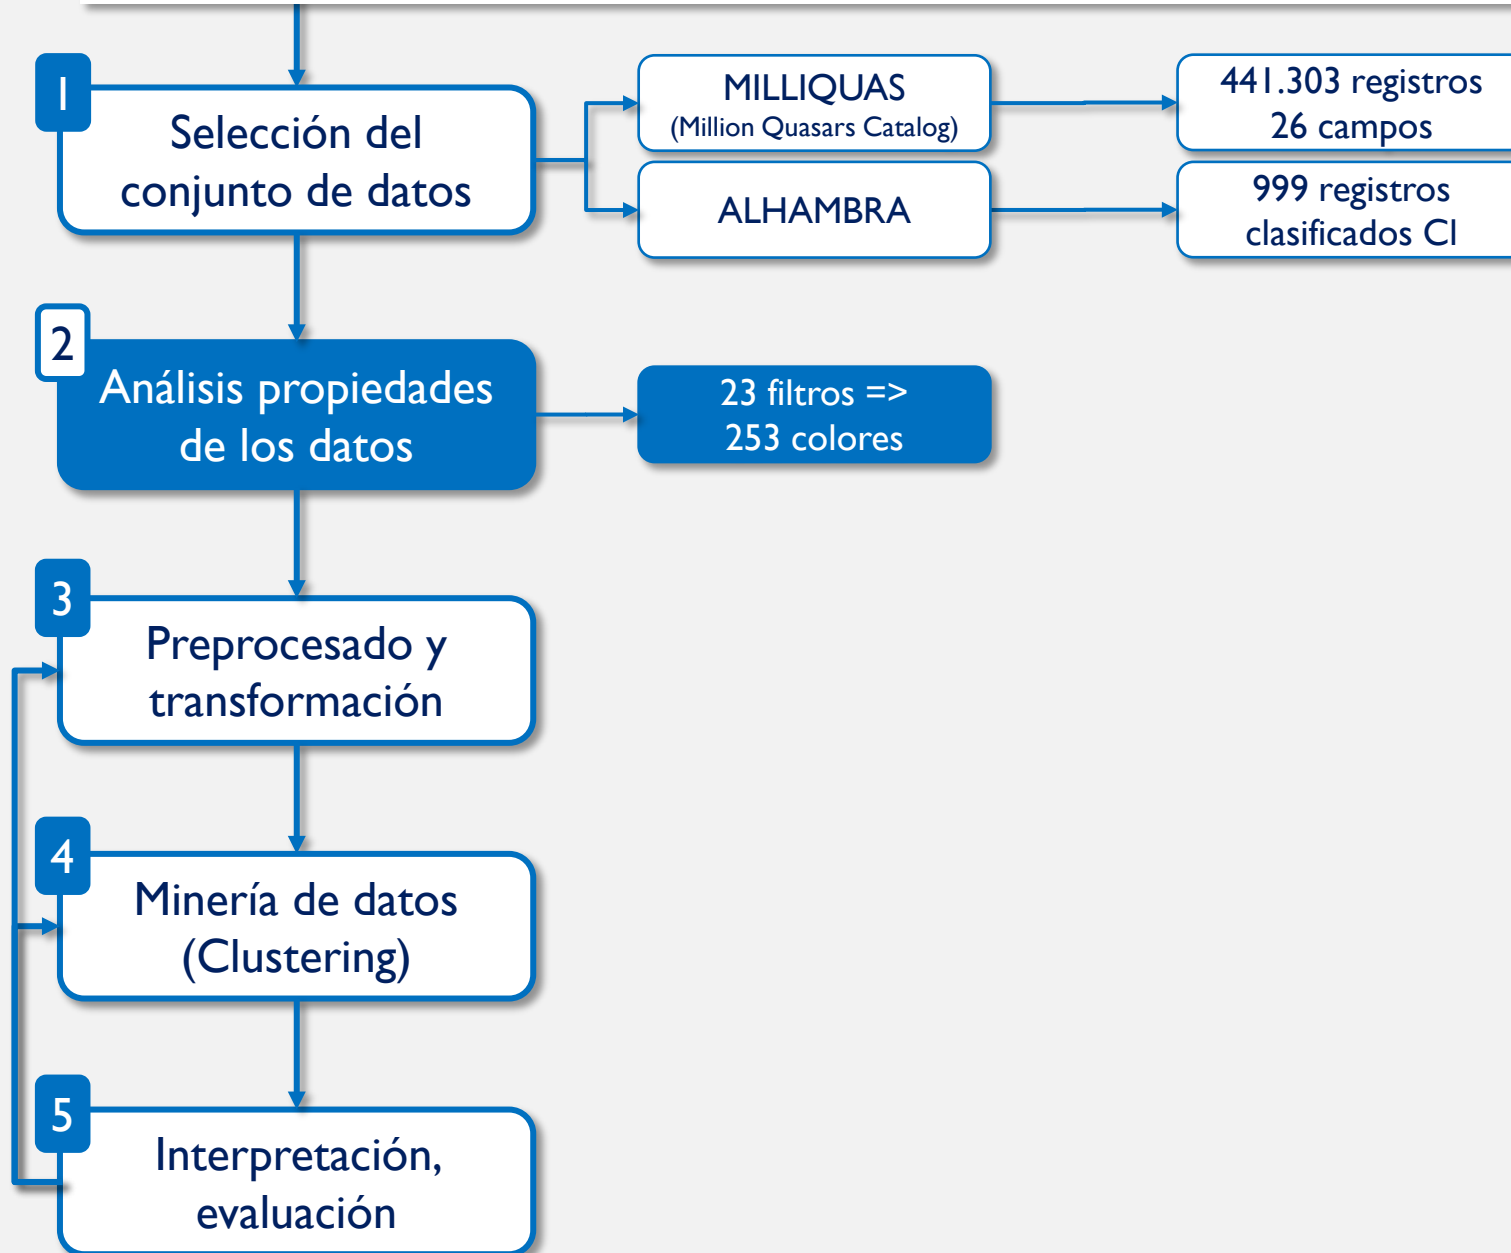 1
Selección del
conjunto de datos
MILLIQUAS
(Million Quasars Catalog)
441.303 registros
26 campos
ALHAMBRA
999 registros
clasificados Cl
2
Análisis propiedades
de los datos
23 filtros =>
253 colores
3
Preprocesado y
transformación
4
Minería de datos
(Clustering)
5
Interpretación,
evaluación